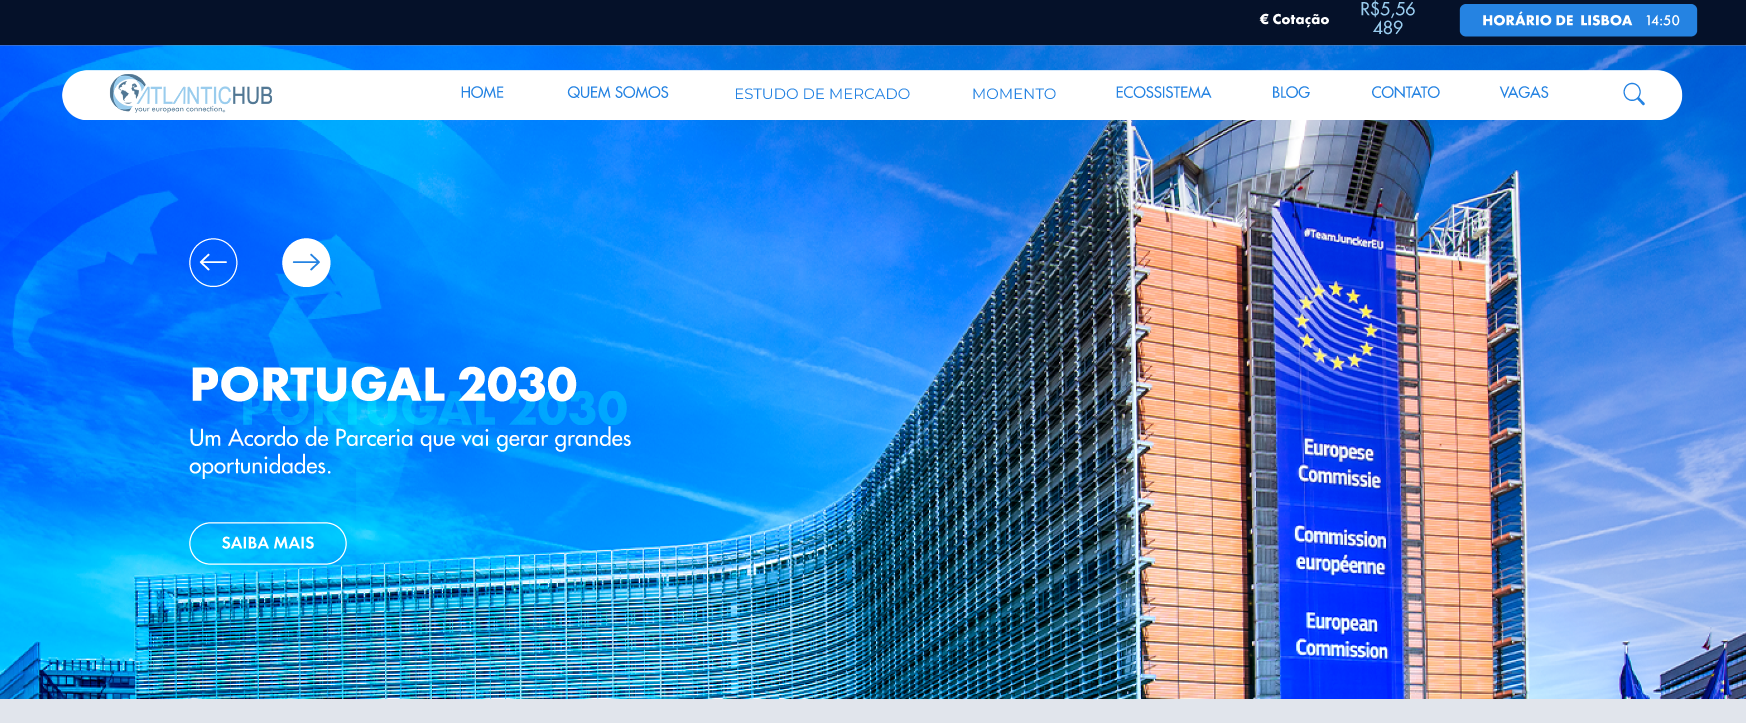 € Cotação
R$5,56
489
HORÁRIO DE LISBOA 14:50
ATLANTICHUB
your european connection
HOME
QUEM SOMOS
ESTUDO DE MERCADO
MOMENTO
ECOSSISTEMA
BLOG
CONTATO
VAGAS
#TeamJunckerEU
PORTUGAL 2030
PORTUGAL 2030
Um Acordo de Parceria que vai gerar grandes
oportunidades.
SAIBA MAIS
Europese
Commissie
Commission
européenne
European
Commission